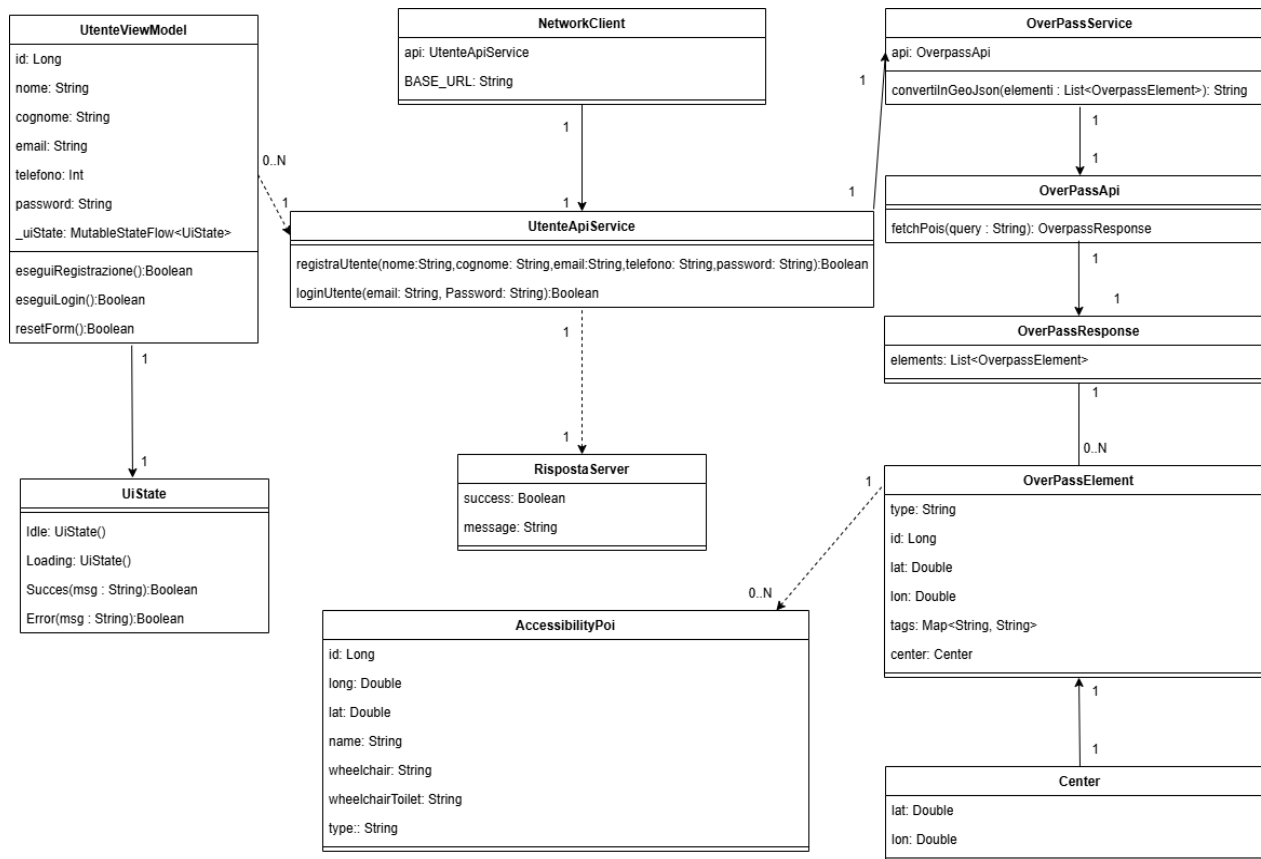 UtenteViewModel
id: Long
nome: String
cognome: String
email: String
telefono: Int
password: String
_uiState: MutableStateFlow<UiState>
eseguiRegistrazione():Boolean
eseguiLogin():Boolean
resetForm():Boolean
NetworkClient
api: UtenteApiService
BASE_URL: String
OverPassService
api: OverpassApi
convertiInGeoJson(elementi : List<OverpassElement>): String
0..N
1
1
1
1
1
1
1
UtenteApiService
registraUtente(nome:String,cognome: String,email:String,telefono: String,password: String):Boolean
loginUtente(email: String, Password: String):Boolean
OverPassApi
fetchPois(query : String): OverpassResponse
1
1
OverPassResponse
elements: List<OverpassElement>
1
0..N
1
1
1
1
UiState
Idle: UiState()
Loading: UiState()
Succes(msg : String):Boolean
Error(msg : String):Boolean
RispostaServer
success: Boolean
message: String
OverPassElement
type: String
id: Long
lat: Double
lon: Double
tags: Map<String, String>
center: Center
1
0..N
AccessibilityPoi
id: Long
long: Double
lat: Double
name: String
wheelchair: String
wheelchairToilet: String
type:: String
1
1
Center
lat: Double
lon: Double